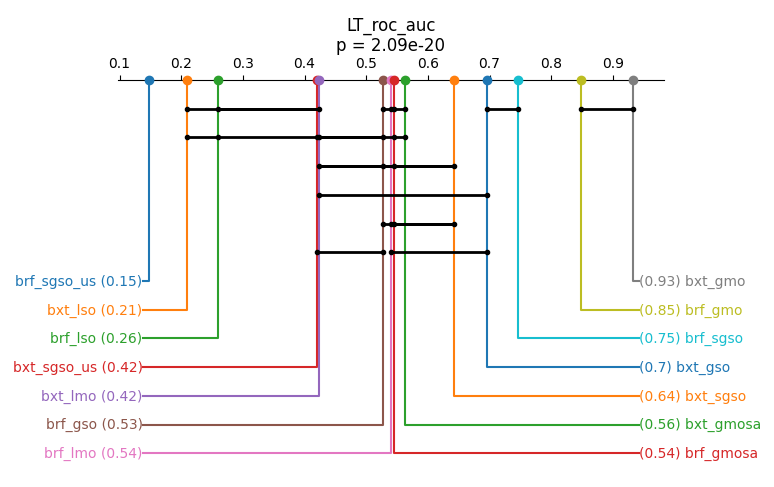 LT_roc_auc
p = 2.09e-20
0.1 0.2 0.3 0.4 0.5 0.6 0.7 0.8 0.9
brf_sgso_us (0.15) (0.93) bxt_gmo
bxt_lso (0.21) (0.85) brf_gmo
brf_lso (0.26) (0.75) brf_sgso
bxt_sgso_us (0.42) (0.7) bxt_gso
bxt_lmo (0.42) (0.64) bxt_sgso
brf_gso (0.53) (0.56) bxt_gmosa
brf_lmo (0.54) (0.54) brf_gmosa